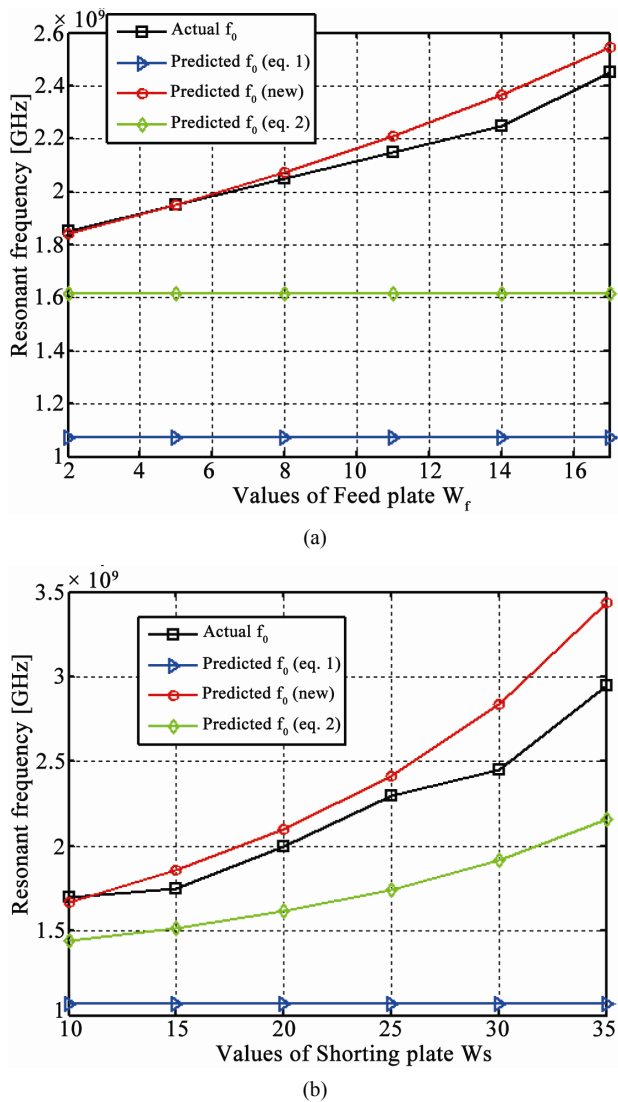 × 10⁹
Actual f₀
Predicted f₀ (eq. 1)
Predicted f₀ (new)
Predicted f₀ (eq. 2)
Resonant frequency [GHz]
2.6
2.4
2.2
2
1.8
1.6
1.4
1.2
1
2 4 6 8 10 12 14 16
Values of Feed plate W_f
(a)
× 10⁹
Actual f₀
Predicted f₀ (eq. 1)
Predicted f₀ (new)
Predicted f₀ (eq. 2)
Resonant frequency [GHz]
3.5
3
2.5
2
1.5
1
10 15 20 25 30 35
Values of Shorting plate Ws
(b)